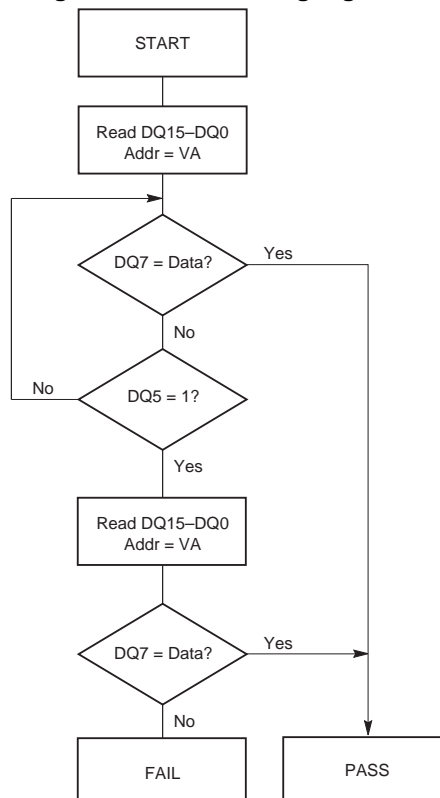 START
Read DQ15–DQ0
Addr = VA
DQ7 = Data?
Yes
No
DQ5 = 1?
No
Yes
Read DQ15–DQ0
Addr = VA
DQ7 = Data?
Yes
No
FAIL
PASS